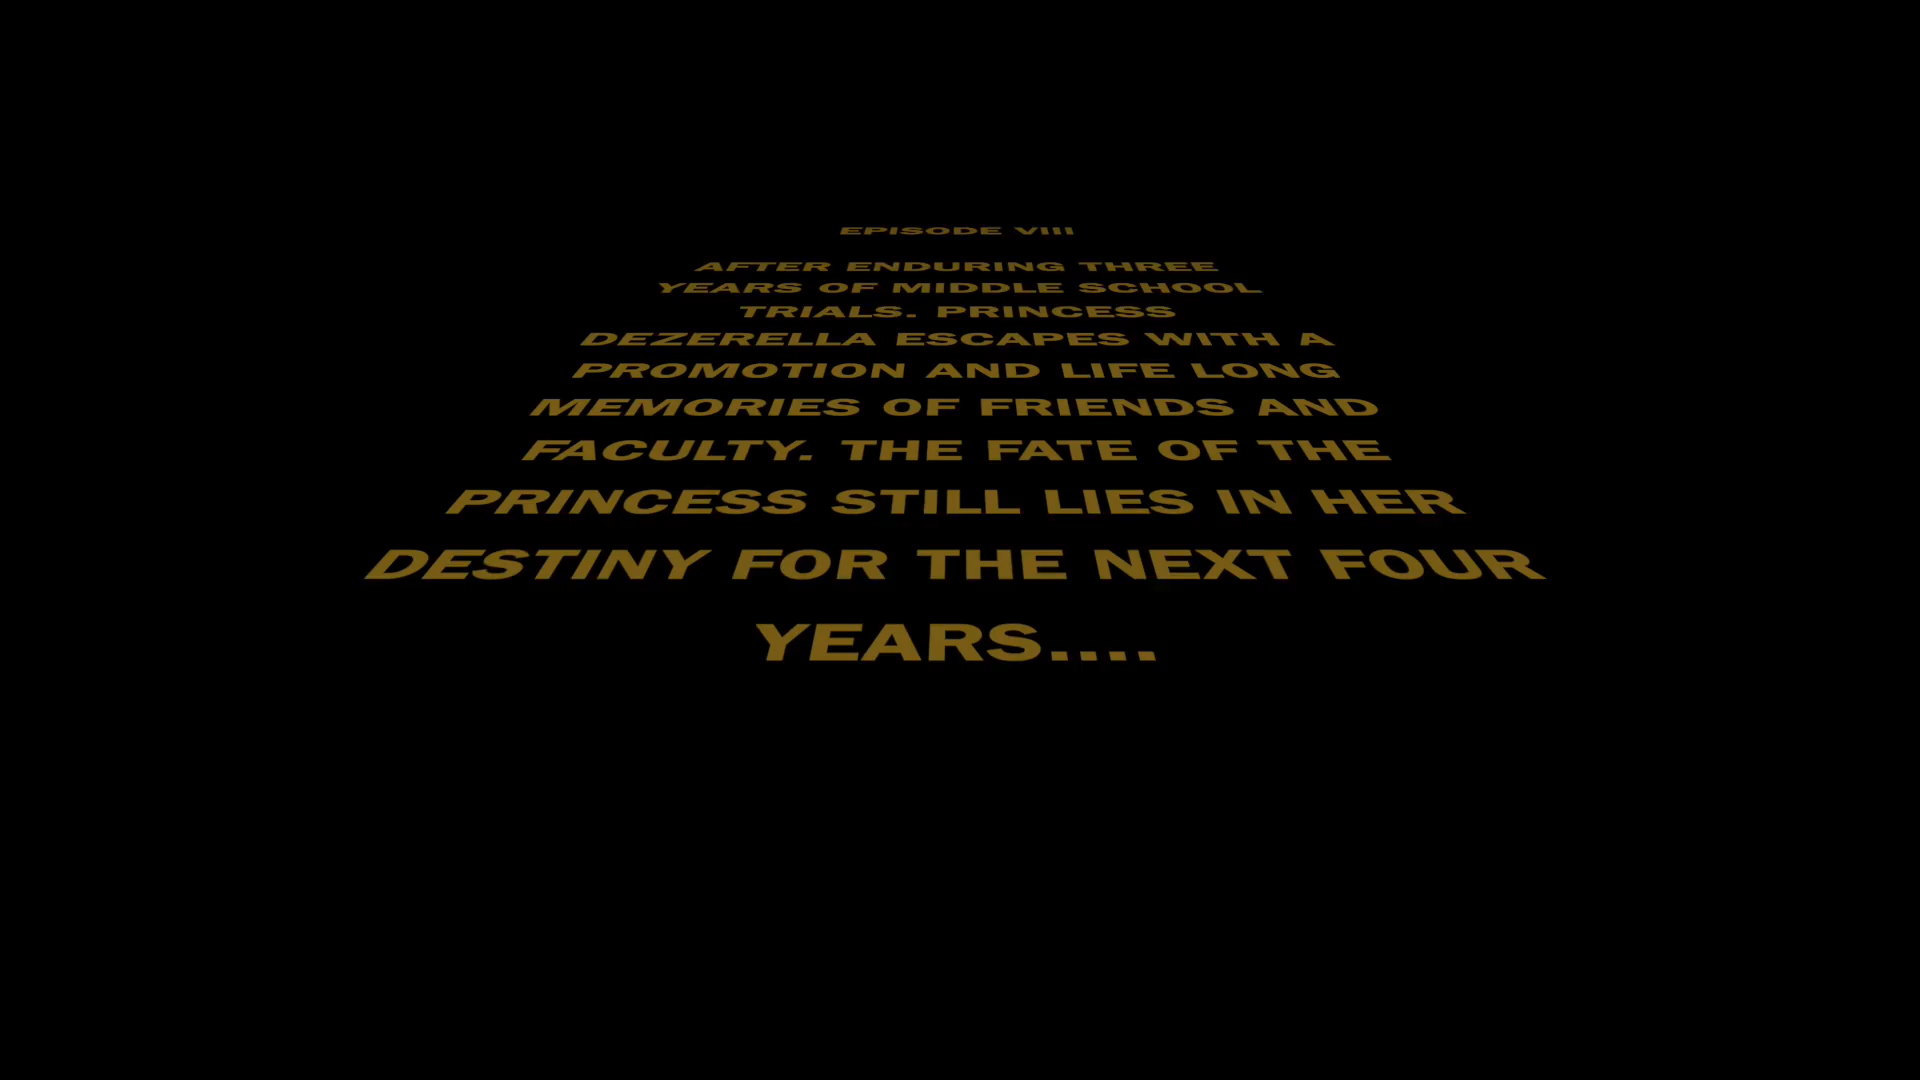 EPISODE VIII
AFTER ENDURING THREE
YEARS OF MIDDLE SCHOOL
TRIALS. PRINCESS
DEZERELLA ESCAPES WITH A
PROMOTION AND LIFE LONG
MEMORIES OF FRIENDS AND
FACULTY. THE FATE OF THE
PRINCESS STILL LIES IN HER
DESTINY FOR THE NEXT FOUR
YEARS....